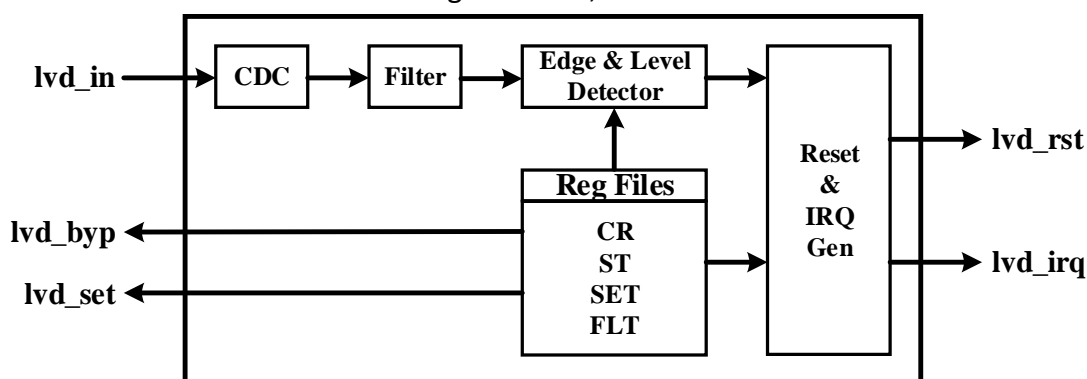 lvd_in
CDC
Filter
Edge & Level
Detector
Reset
&
IRQ
Gen
lvd_rst
lvd_irq
Reg Files
CR
ST
SET
FLT
lvd_byp
lvd_set